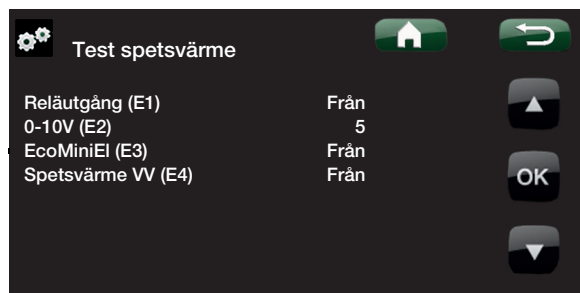 Test spetsvärme
Reläutgång (E1) Från
0-10V (E2) 5
EcoMiniEl (E3) Från
Spetsvärme VV (E4) Från
OK